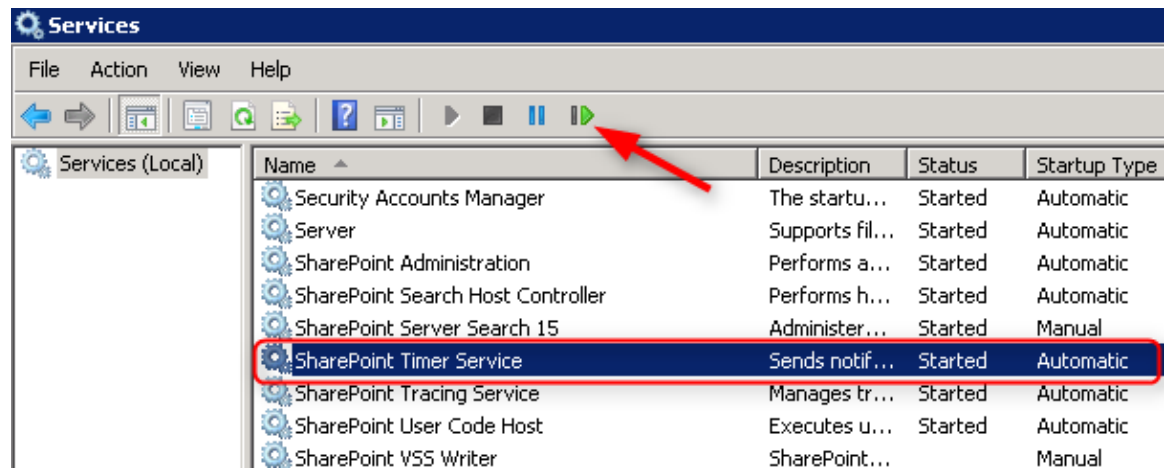 Services
File Action View Help
Services (Local)
Name Description Status Startup Type
Security Accounts Manager The startu... Started Automatic
Server Supports fil... Started Automatic
SharePoint Administration Performs a... Started Automatic
SharePoint Search Host Controller Performs h... Started Automatic
SharePoint Server Search 15 Administer... Started Manual
SharePoint Timer Service Sends notif... Started Automatic
SharePoint Tracing Service Manages tr... Started Automatic
SharePoint User Code Host Executes u... Started Automatic
SharePoint VSS Writer SharePoint... Manual